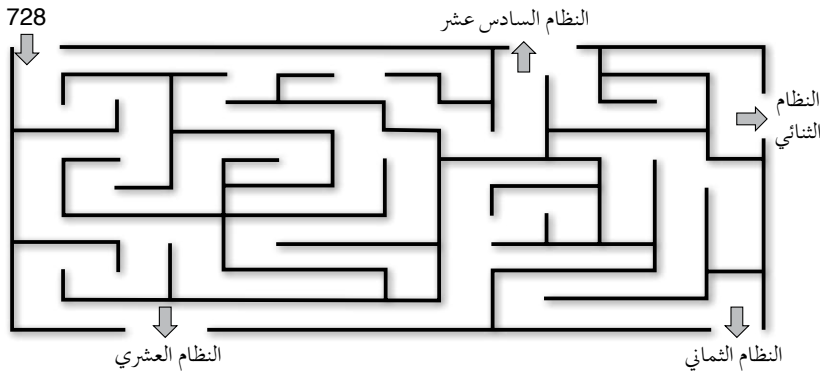 728
النظام السادس عشر
النظام
الثنائي
النظام العشري
النظام الثماني